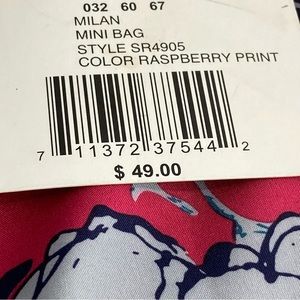 032 60 67
MILAN
MINI BAG
STYLE SR4905
COLOR RASPBERRY PRINT
7 11372 37544 2
$ 49.00